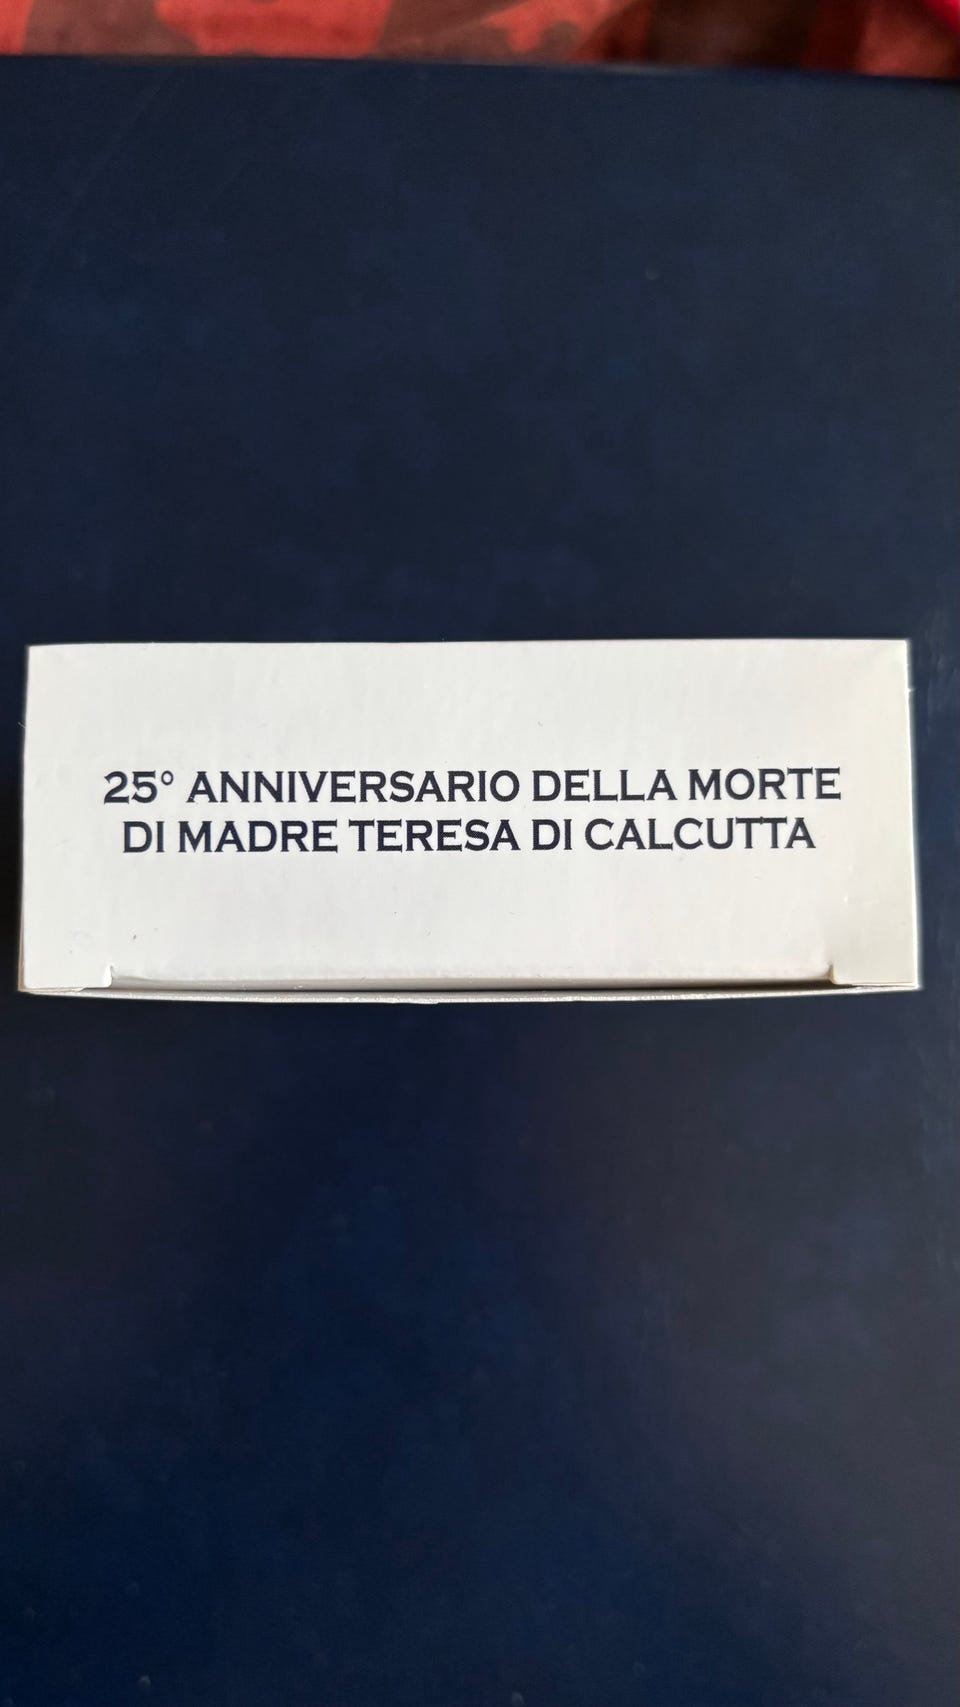 25° ANNIVERSARIO DELLA MORTE
DI MADRE TERESA DI CALCUTTA